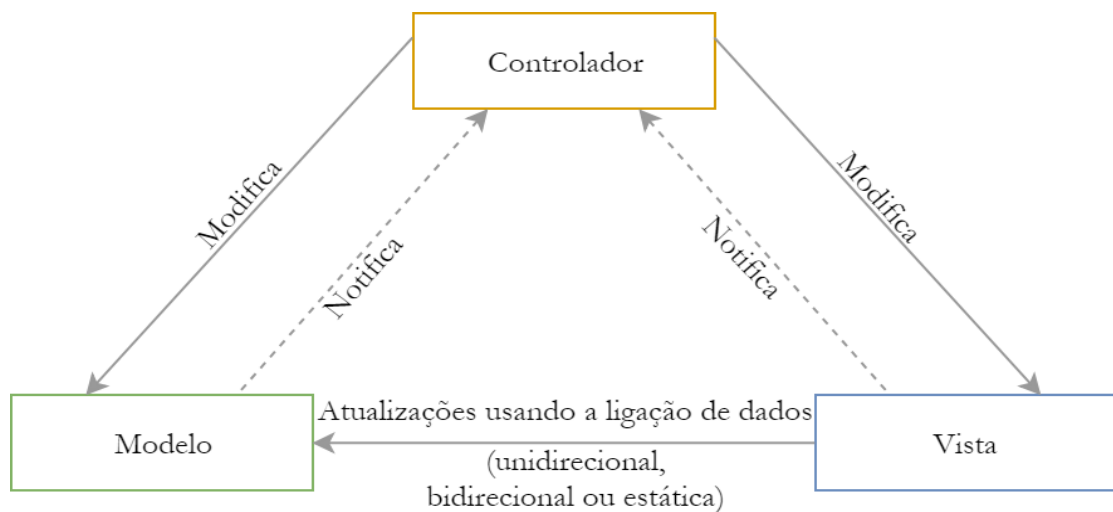 Controlador
Modifica
Modifica
Notifica
Notifica
Atualizações usando a ligação de dados
Modelo
Vista
(unidirecional,
bidirecional ou estática)